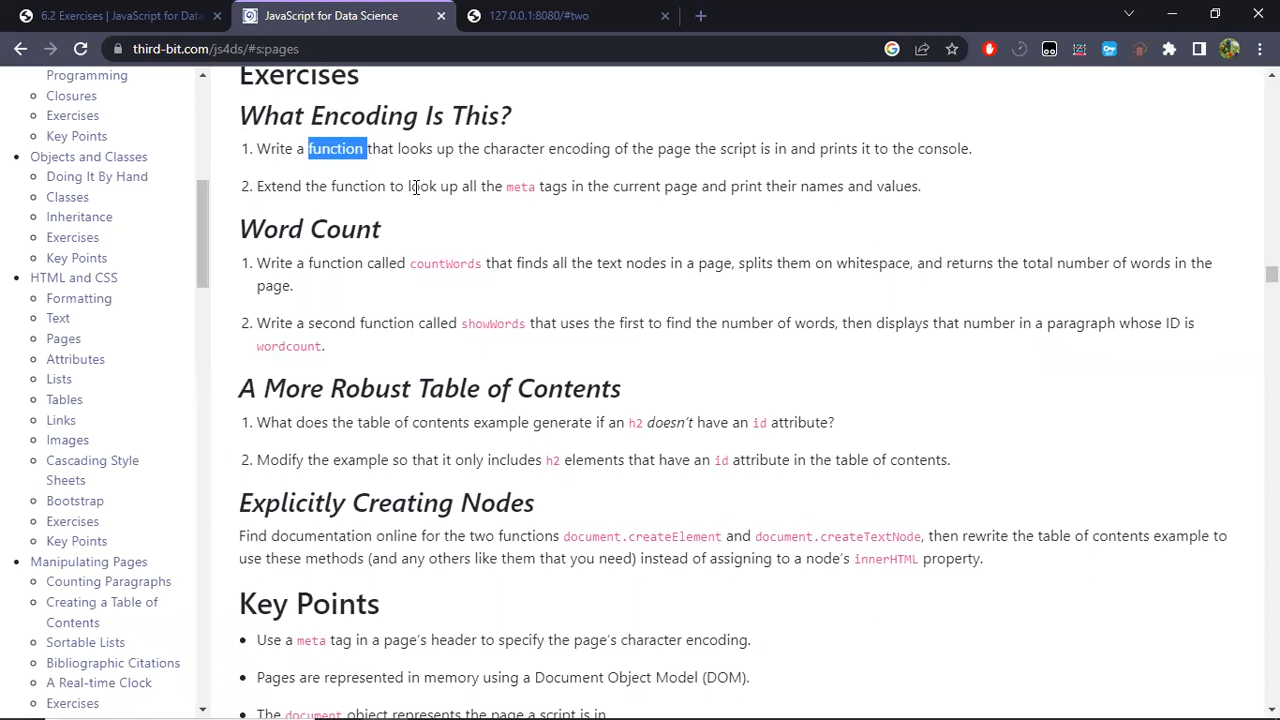 6.2 Exercises | JavaScript for Data
JavaScript for Data Science
127.0.0.1:8080/#two
third-bit.com/js4ds/#s:pages
Programming
Closures
Exercises
Key Points
Objects and Classes
Doing It By Hand
Classes
Inheritance
Exercises
Key Points
HTML and CSS
Formatting
Text
Pages
Attributes
Lists
Tables
Links
Images
Cascading Style
Sheets
Bootstrap
Exercises
Key Points
Manipulating Pages
Counting Paragraphs
Creating a Table of
Contents
Sortable Lists
Bibliographic Citations
A Real-time Clock
Exercises
Exercises
What Encoding Is This?
1. Write a function that looks up the character encoding of the page the script is in and prints it to the console.
2. Extend the function to look up all the meta tags in the current page and print their names and values.
Word Count
1. Write a function called countWords that finds all the text nodes in a page, splits them on whitespace, and returns the total number of words in the
page.
2. Write a second function called showWords that uses the first to find the number of words, then displays that number in a paragraph whose ID is
wordcount.
A More Robust Table of Contents
1. What does the table of contents example generate if an h2 doesn't have an id attribute?
2. Modify the example so that it only includes h2 elements that have an id attribute in the table of contents.
Explicitly Creating Nodes
Find documentation online for the two functions document.createElement and document.createTextNode, then rewrite the table of contents example to
use these methods (and any others like them that you need) instead of assigning to a node's innerHTML property.
Key Points
• Use a meta tag in a page's header to specify the page's character encoding.
• Pages are represented in memory using a Document Object Model (DOM).
• The document object represents the page a script is in.